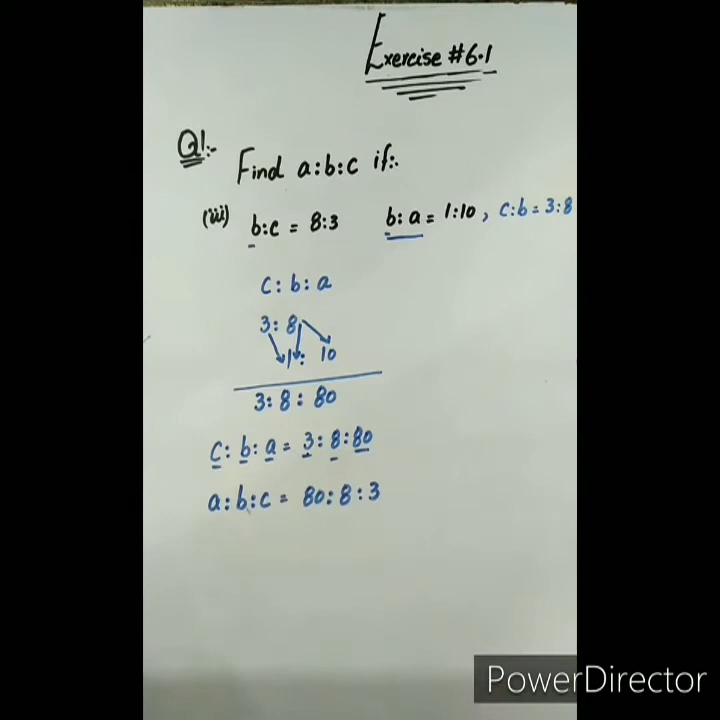 Exercise #6.1
Q1:-
Find a:b:c if:-
(iii) b:c = 8:3 b:a = 1:10, c:b = 3:8
c: b: a
3: 8
1: 10
3: 8: 80
c: b: a = 3: 8: 80
a:b:c = 80:8:3
PowerDirector